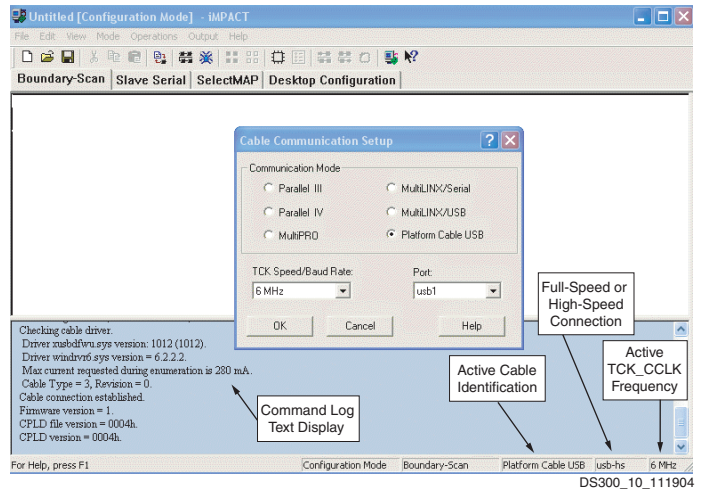 Untitled [Configuration Mode] - iMPACT
File Edit View Mode Operations Output Help
Boundary-Scan Slave Serial SelectMAP Desktop Configuration
Cable Communication Setup
Communication Mode
Parallel III MultiLINX/Serial
Parallel IV MultiLINX/USB
MultiPRO Platform Cable USB
TCK Speed/Baud Rate: Port:
6 MHz usb1
OK Cancel Help
Full-Speed or
High-Speed
Connection
Checking cable driver.
Driver xusbdfwu.sys version: 1012 (1012).
Driver windrvr6.sys version = 6.2.2.2.
Max current requested during enumeration is 280 mA.
Cable Type = 3, Revision = 0.
Cable connection established.
Firmware version = 1.
CPLD file version = 0004h.
CPLD version = 0004h.
Command Log
Text Display
Active Cable
Identification
Active
TCK_CCLK
Frequency
For Help, press F1 Configuration Mode Boundary-Scan Platform Cable USB usb-hs 6 MHz
DS300_10_111904